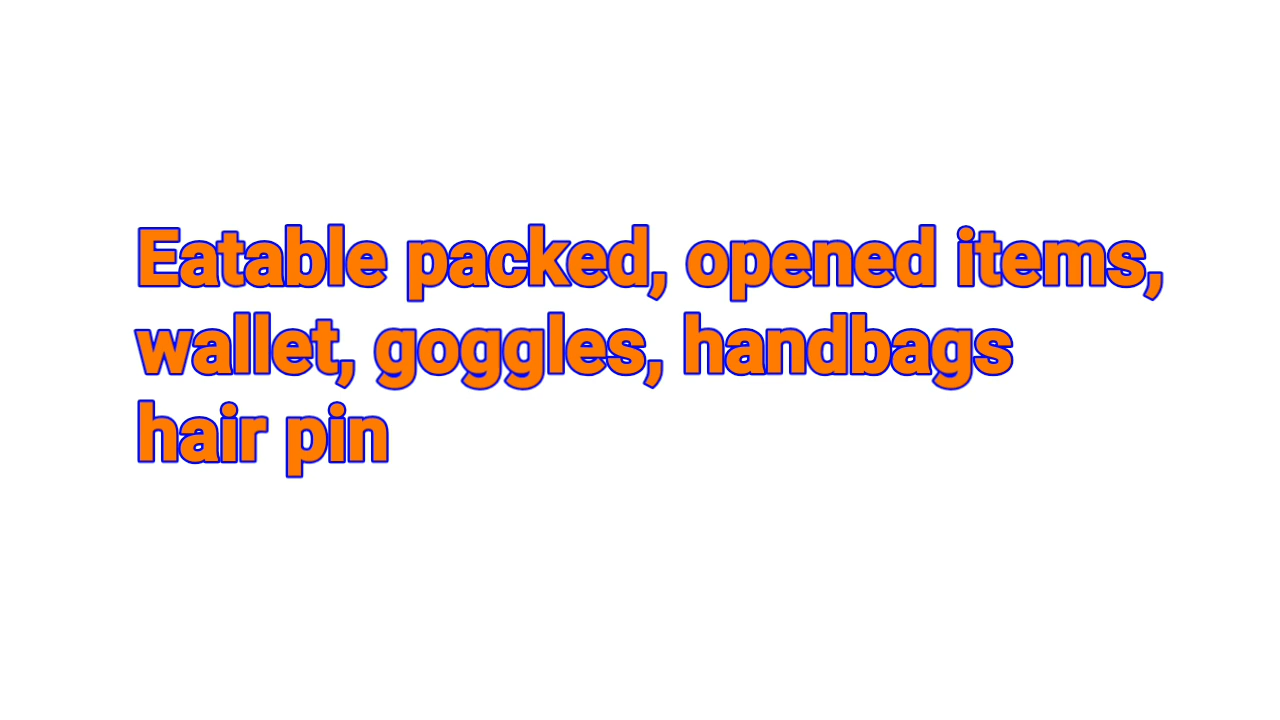 Eatable packed, opened items,
wallet, goggles, handbags
hair pin